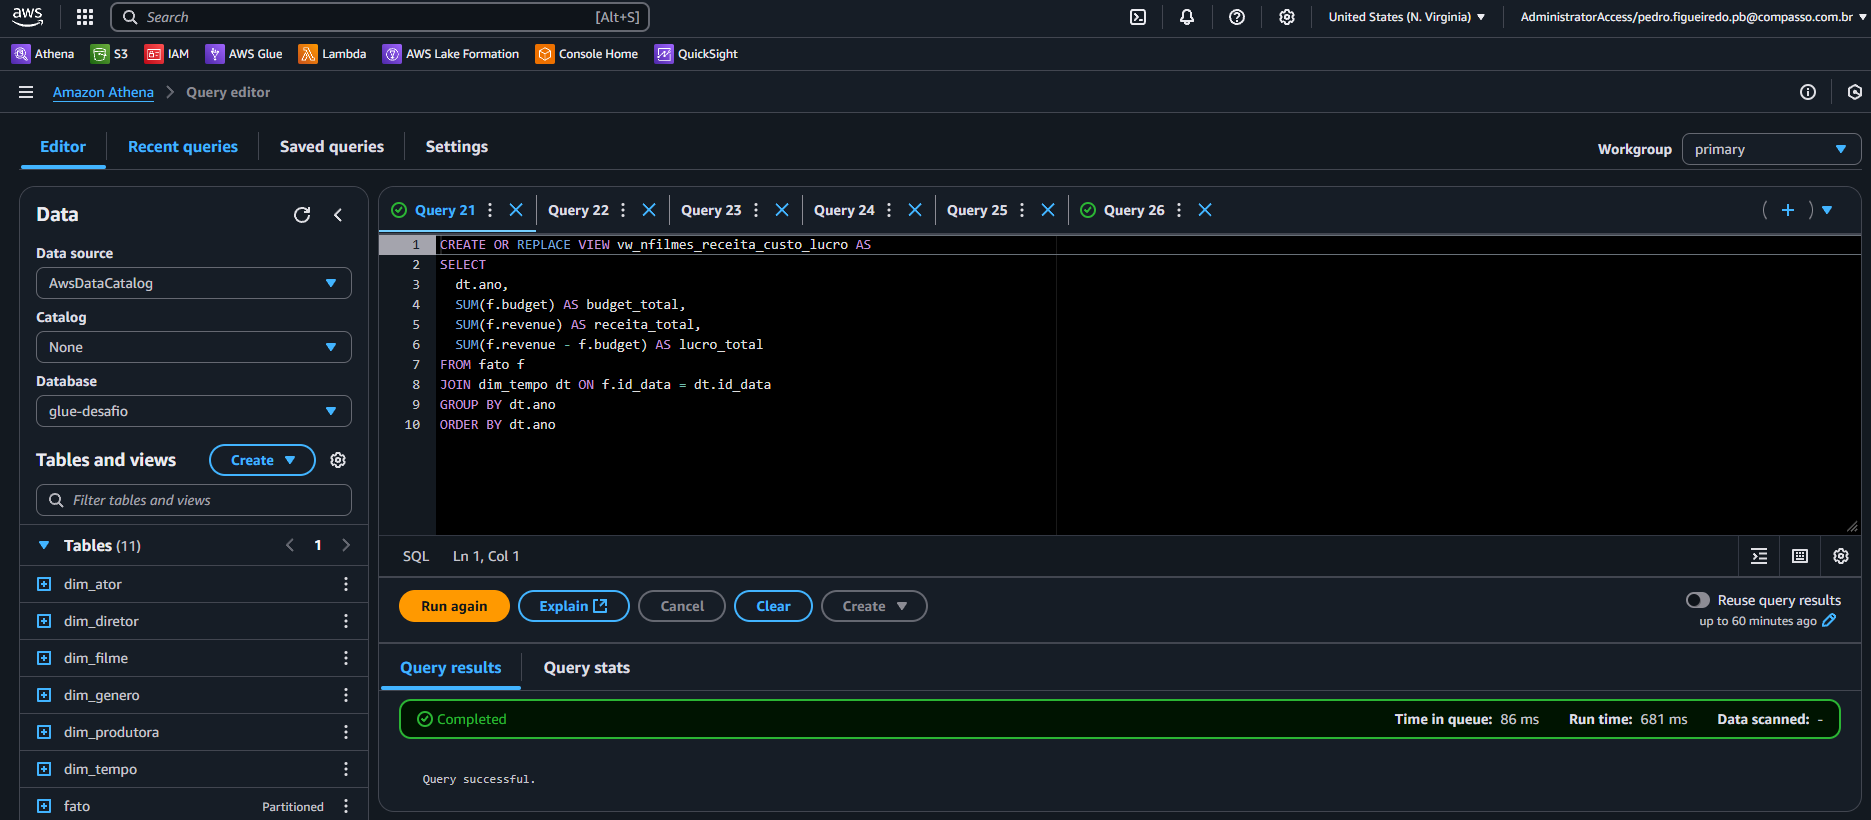 aws
Search [Alt+S] United States (N. Virginia) AdministratorAccess/pedro.figueiredo.pb@compasso.com.br
Athena S3 IAM AWS Glue Lambda AWS Lake Formation Console Home QuickSight
Amazon Athena Query editor
Editor Recent queries Saved queries Settings
Workgroup primary
Data
Data source
AwsDataCatalog
Catalog
None
Database
glue-desafio
Tables and views Create
Filter tables and views
Tables (11) 1
dim_ator
dim_diretor
dim_filme
dim_genero
dim_produtora
dim_tempo
fato Partitioned
Query 21 Query 22 Query 23 Query 24 Query 25 Query 26
1 CREATE OR REPLACE VIEW vw_nfilmes_receita_custo_lucro AS
2 SELECT
3 dt.ano,
4 SUM(f.budget) AS budget_total,
5 SUM(f.revenue) AS receita_total,
6 SUM(f.revenue - f.budget) AS lucro_total
7 FROM fato f
8 JOIN dim_tempo dt ON f.id_data = dt.id_data
9 GROUP BY dt.ano
10 ORDER BY dt.ano
SQL Ln 1, Col 1
Run again Explain Cancel Clear Create
Reuse query results
up to 60 minutes ago
Query results Query stats
Completed Time in queue: 86 ms Run time: 681 ms Data scanned: -
Query successful.